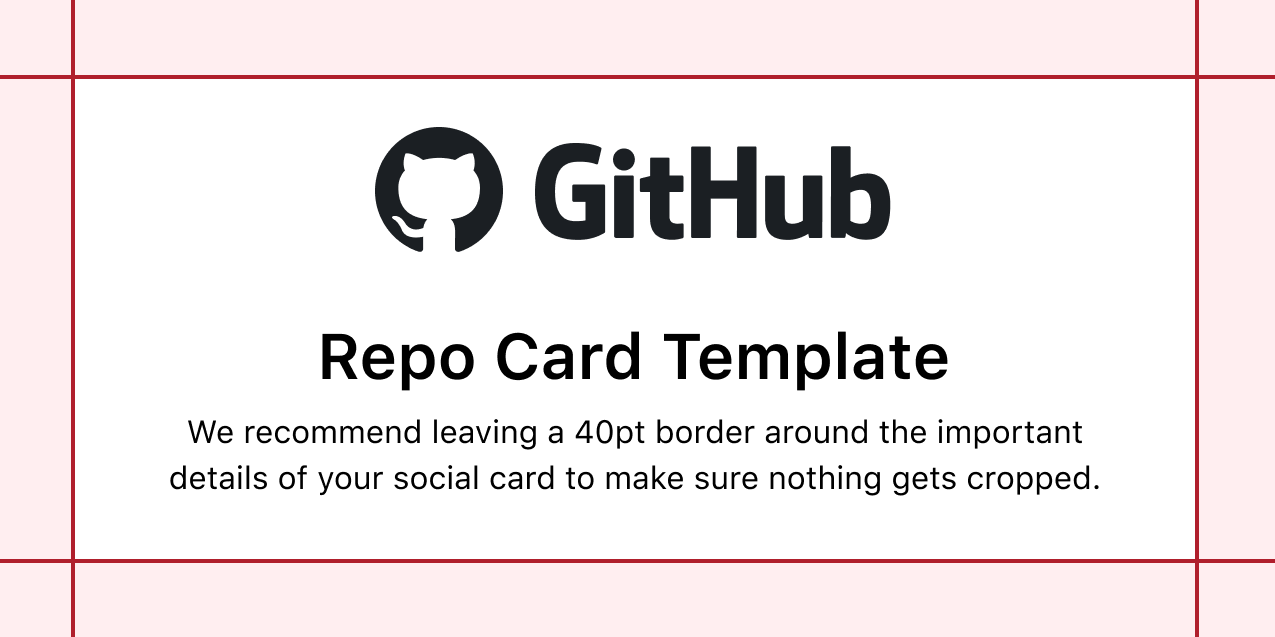 GitHub
Repo Card Template
We recommend leaving a 40pt border around the important
details of your social card to make sure nothing gets cropped.